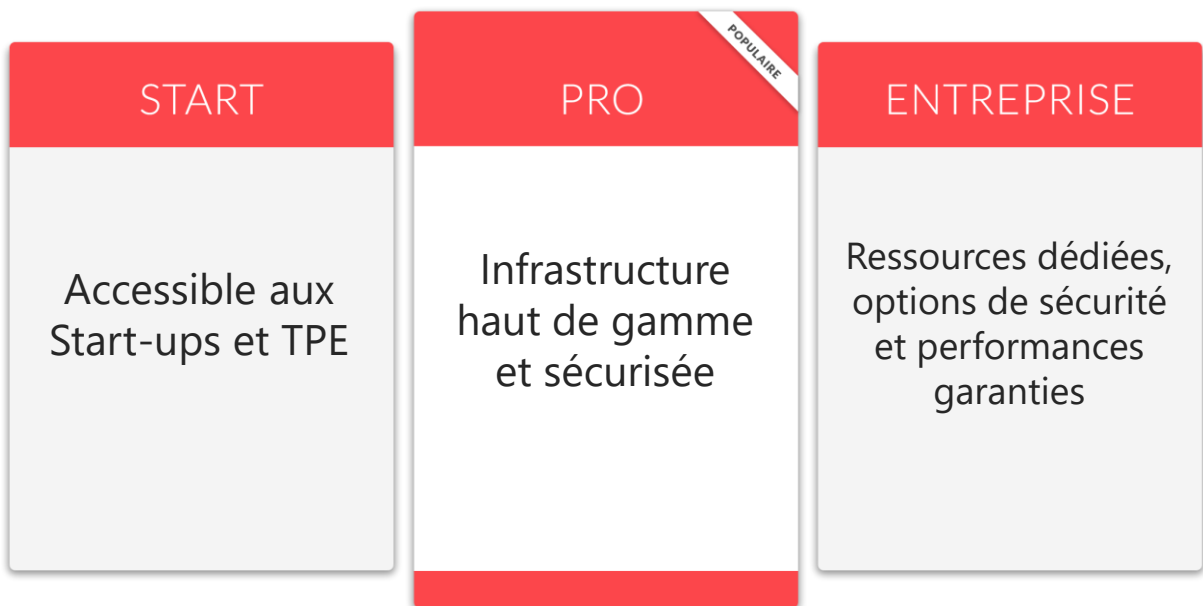 START
Accessible aux
Start-ups et TPE
PRO
POPULAIRE
Infrastructure
haut de gamme
et sécurisée
ENTREPRISE
Ressources dédiées,
options de sécurité
et performances
garanties